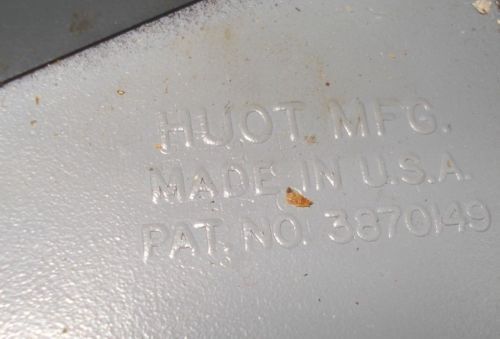 HUOT MFG.
MADE IN U.S.A.
PAT. NO. 3870149